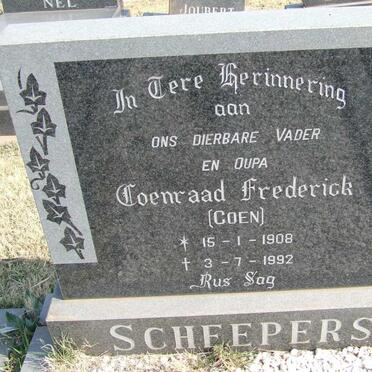 NEL
JOUBERT
In Tere Herinnering
aan
ONS DIERBARE VADER
EN OUPA
Coenraad Frederick
(COEN)
* 15 - 1 - 1908
† 3 - 7 - 1992
Rus Sag
SCHEEPERS